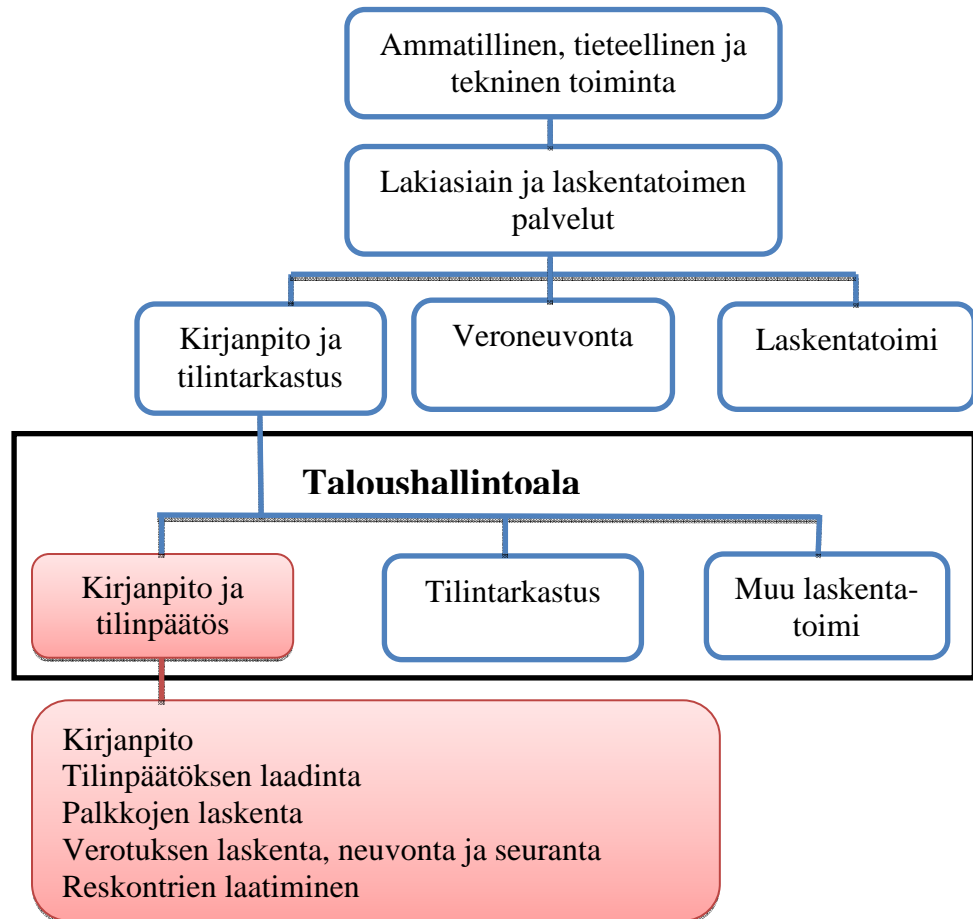 Ammatillinen, tieteellinen ja
tekninen toiminta
Lakiasiain ja laskentatoimen
palvelut
Kirjanpito ja
tilintarkastus
Veroneuvonta
Laskentatoimi
Taloushallintoala
Kirjanpito ja
tilinpäätös
Tilintarkastus
Muu laskenta-
toimi
Kirjanpito
Tilinpäätöksen laadinta
Palkkojen laskenta
Verotuksen laskenta, neuvonta ja seuranta
Reskontrien laatiminen